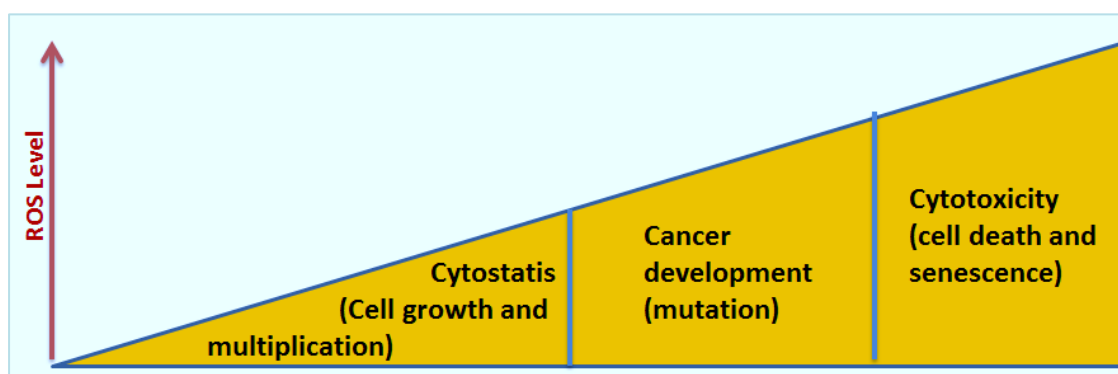 ROS Level
Cytostatis
(Cell growth and
multiplication)
Cancer
development
(mutation)
Cytotoxicity
(cell death and
senescence)